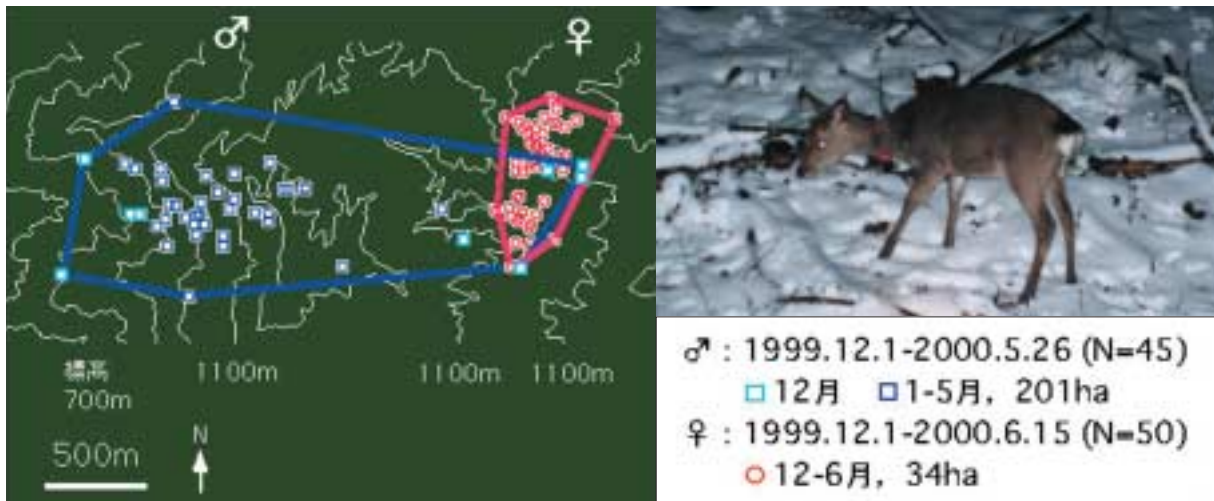 ♂
♀
標高
700m
1100m
1100m
1100m
500m
N
♂ : 1999.12.1-2000.5.26 (N=45)
□ 12月 □ 1-5月, 201ha
♀ : 1999.12.1-2000.6.15 (N=50)
○ 12-6月, 34ha